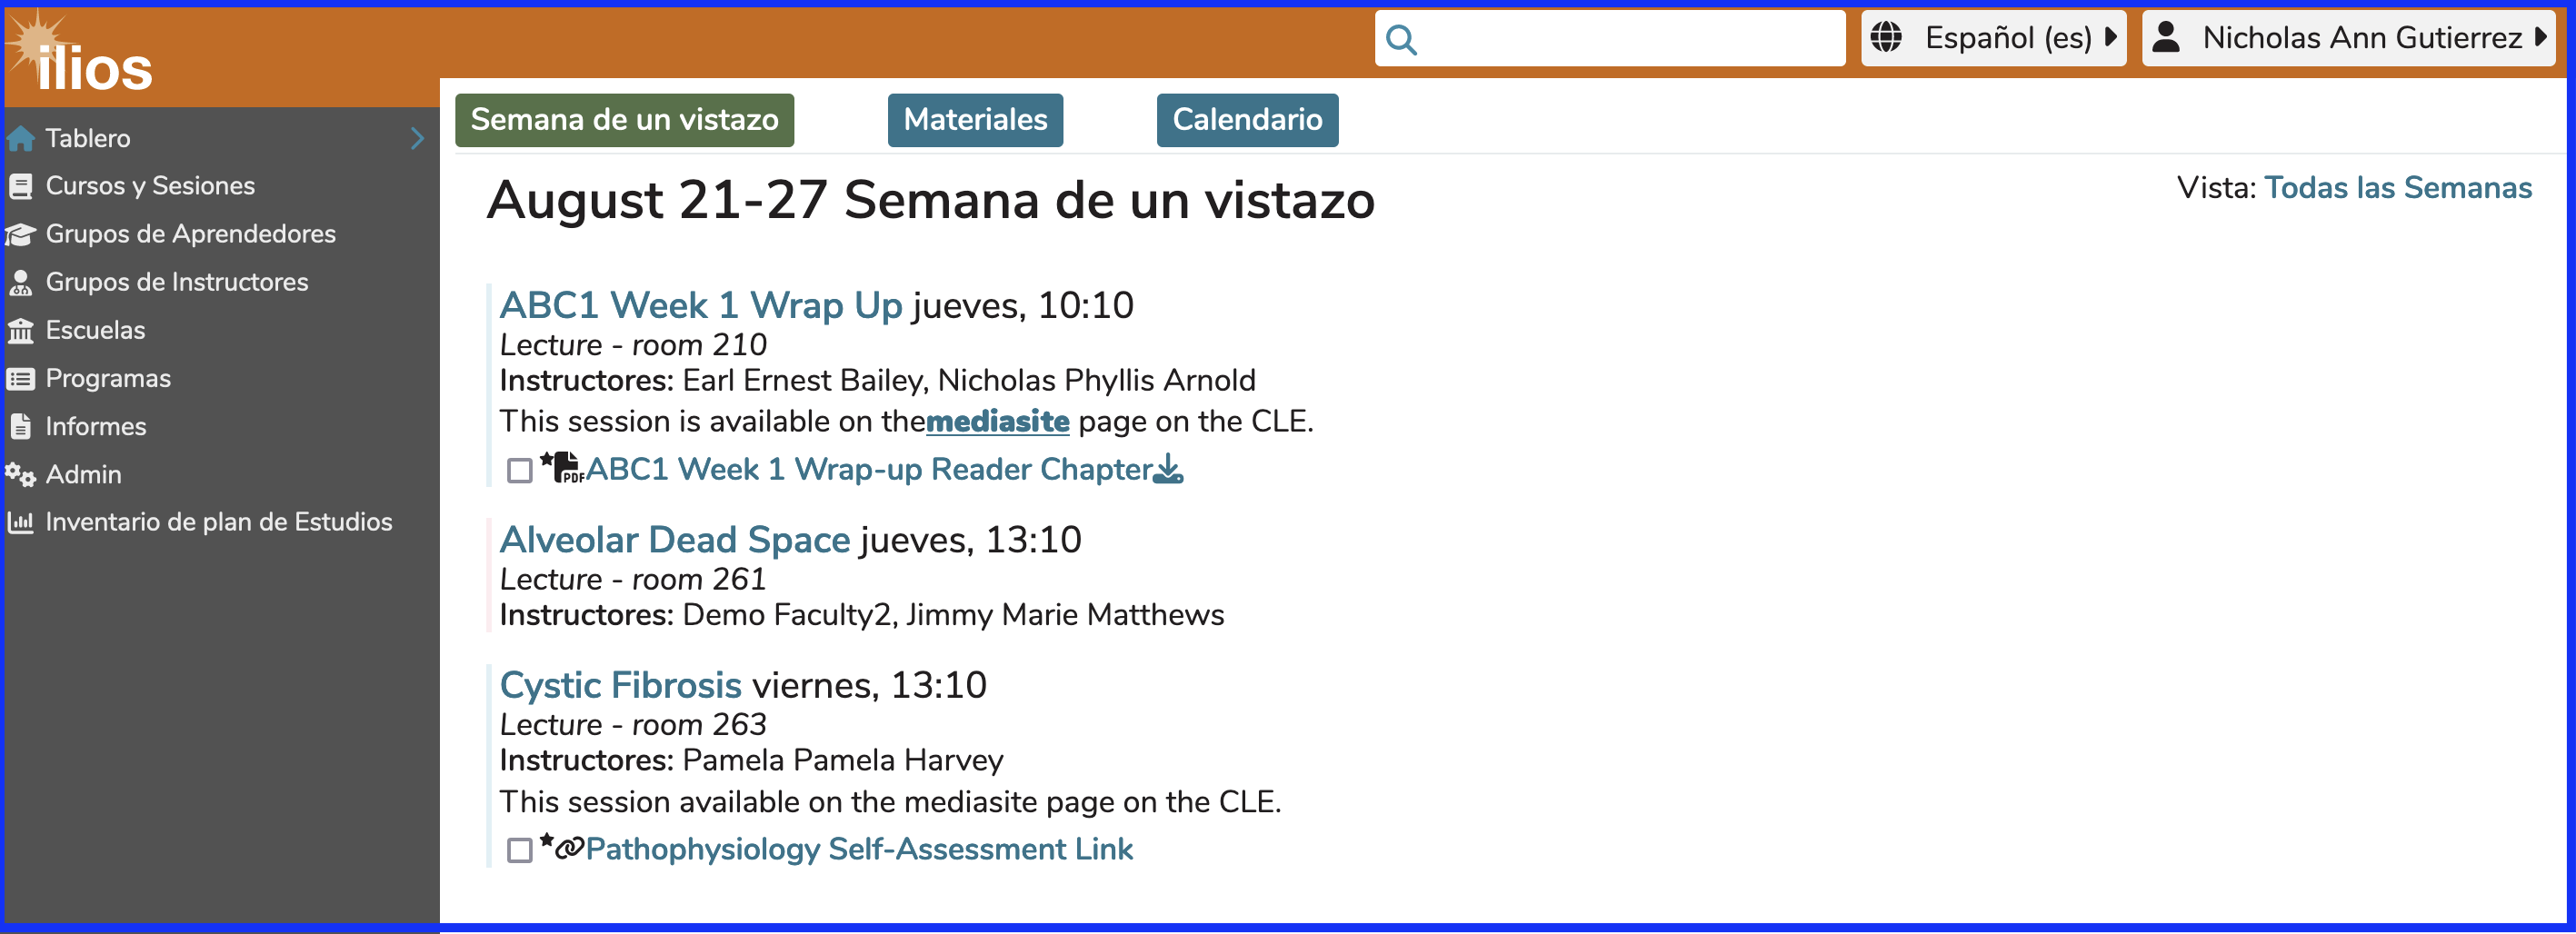 ilios
Español (es)
Nicholas Ann Gutierrez
Tablero
Cursos y Sesiones
Grupos de Aprendedores
Grupos de Instructores
Escuelas
Programas
Informes
Admin
Inventario de plan de Estudios
Semana de un vistazo
Materiales
Calendario
August 21-27 Semana de un vistazo
Vista: Todas las Semanas
ABC1 Week 1 Wrap Up jueves, 10:10
Lecture - room 210
Instructores: Earl Ernest Bailey, Nicholas Phyllis Arnold
This session is available on themediasite page on the CLE.
PDF ABC1 Week 1 Wrap-up Reader Chapter
Alveolar Dead Space jueves, 13:10
Lecture - room 261
Instructores: Demo Faculty2, Jimmy Marie Matthews
Cystic Fibrosis viernes, 13:10
Lecture - room 263
Instructores: Pamela Pamela Harvey
This session available on the mediasite page on the CLE.
Pathophysiology Self-Assessment Link